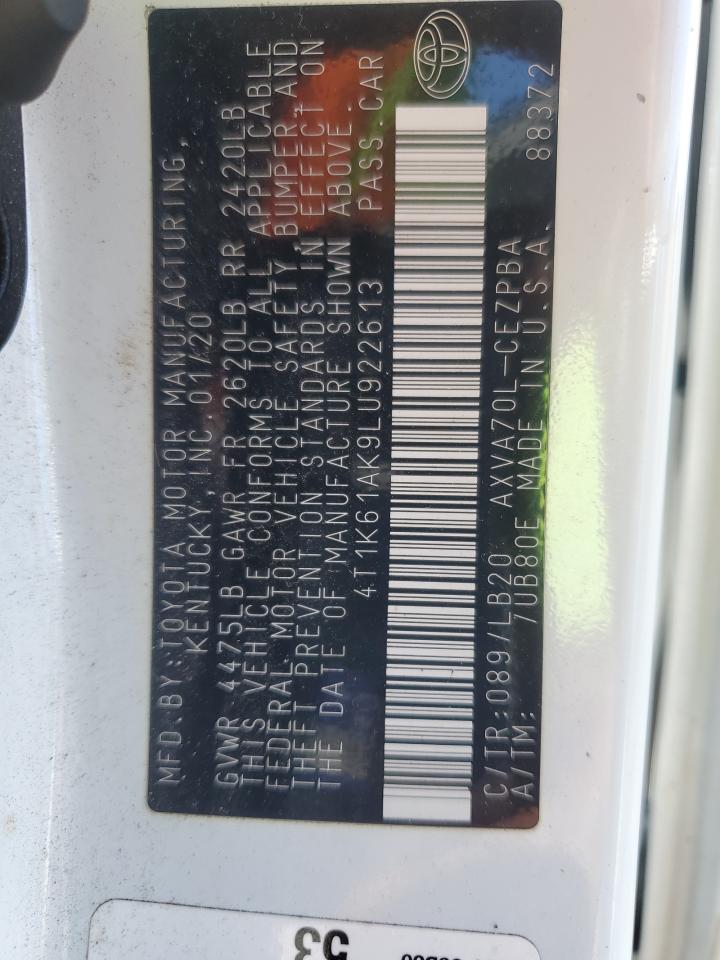 MFD.BY:TOYOTA MOTOR MANUFACTURING,
KENTUCKY,INC.01/20
GVWR 4475LB GAWR FR 2620LB RR 2420LB
THIS VEHICLE CONFORMS TO ALL APPLICABLE
FEDERAL MOTOR VEHICLE SAFETY,BUMPER,AND
THEFT PREVENTION STANDARDS IN EFFECT ON
THE DATE OF MANUFACTURE SHOWN ABOVE.
4T1K61AK9LU922613 PASS.CAR
C/TR:089/LB20 AXVA70L-CEZPBA
A/TM: 7UB80E MADE IN U.S.A. 88372
53